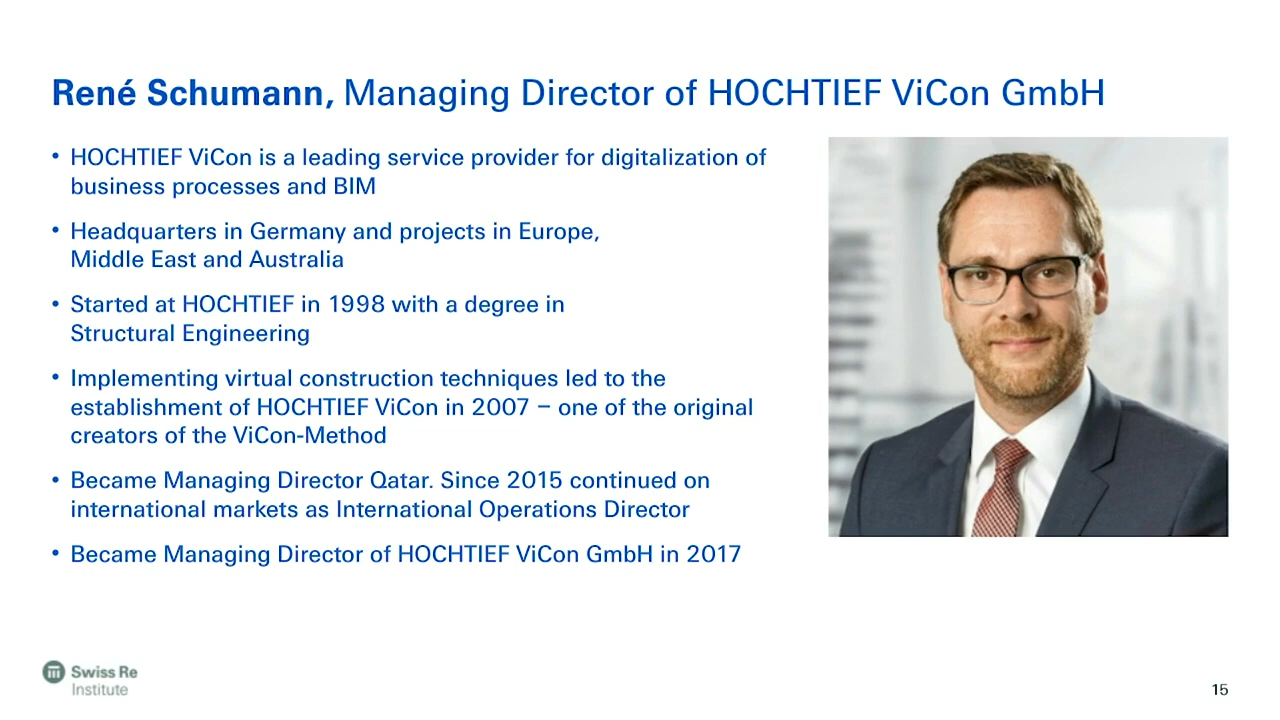 René Schumann, Managing Director of HOCHTIEF ViCon GmbH
• HOCHTIEF ViCon is a leading service provider for digitalization of
business processes and BIM
• Headquarters in Germany and projects in Europe,
Middle East and Australia
• Started at HOCHTIEF in 1998 with a degree in
Structural Engineering
• Implementing virtual construction techniques led to the
establishment of HOCHTIEF ViCon in 2007 – one of the original
creators of the ViCon-Method
• Became Managing Director Qatar. Since 2015 continued on
international markets as International Operations Director
• Became Managing Director of HOCHTIEF ViCon GmbH in 2017
Swiss Re
Institute
15